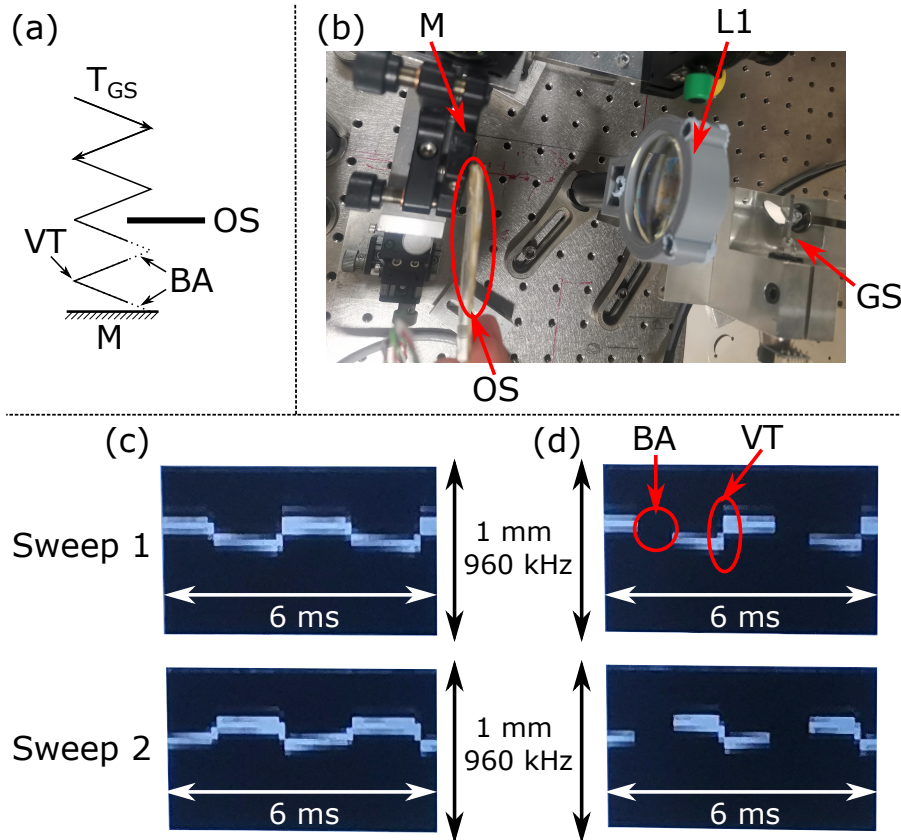 (a)
T_GS
OS
VT
BA
M
(b)
M
L1
GS
OS
(c)
(d)
BA
VT
Sweep 1
6 ms
1 mm
960 kHz
6 ms
Sweep 2
6 ms
1 mm
960 kHz
6 ms